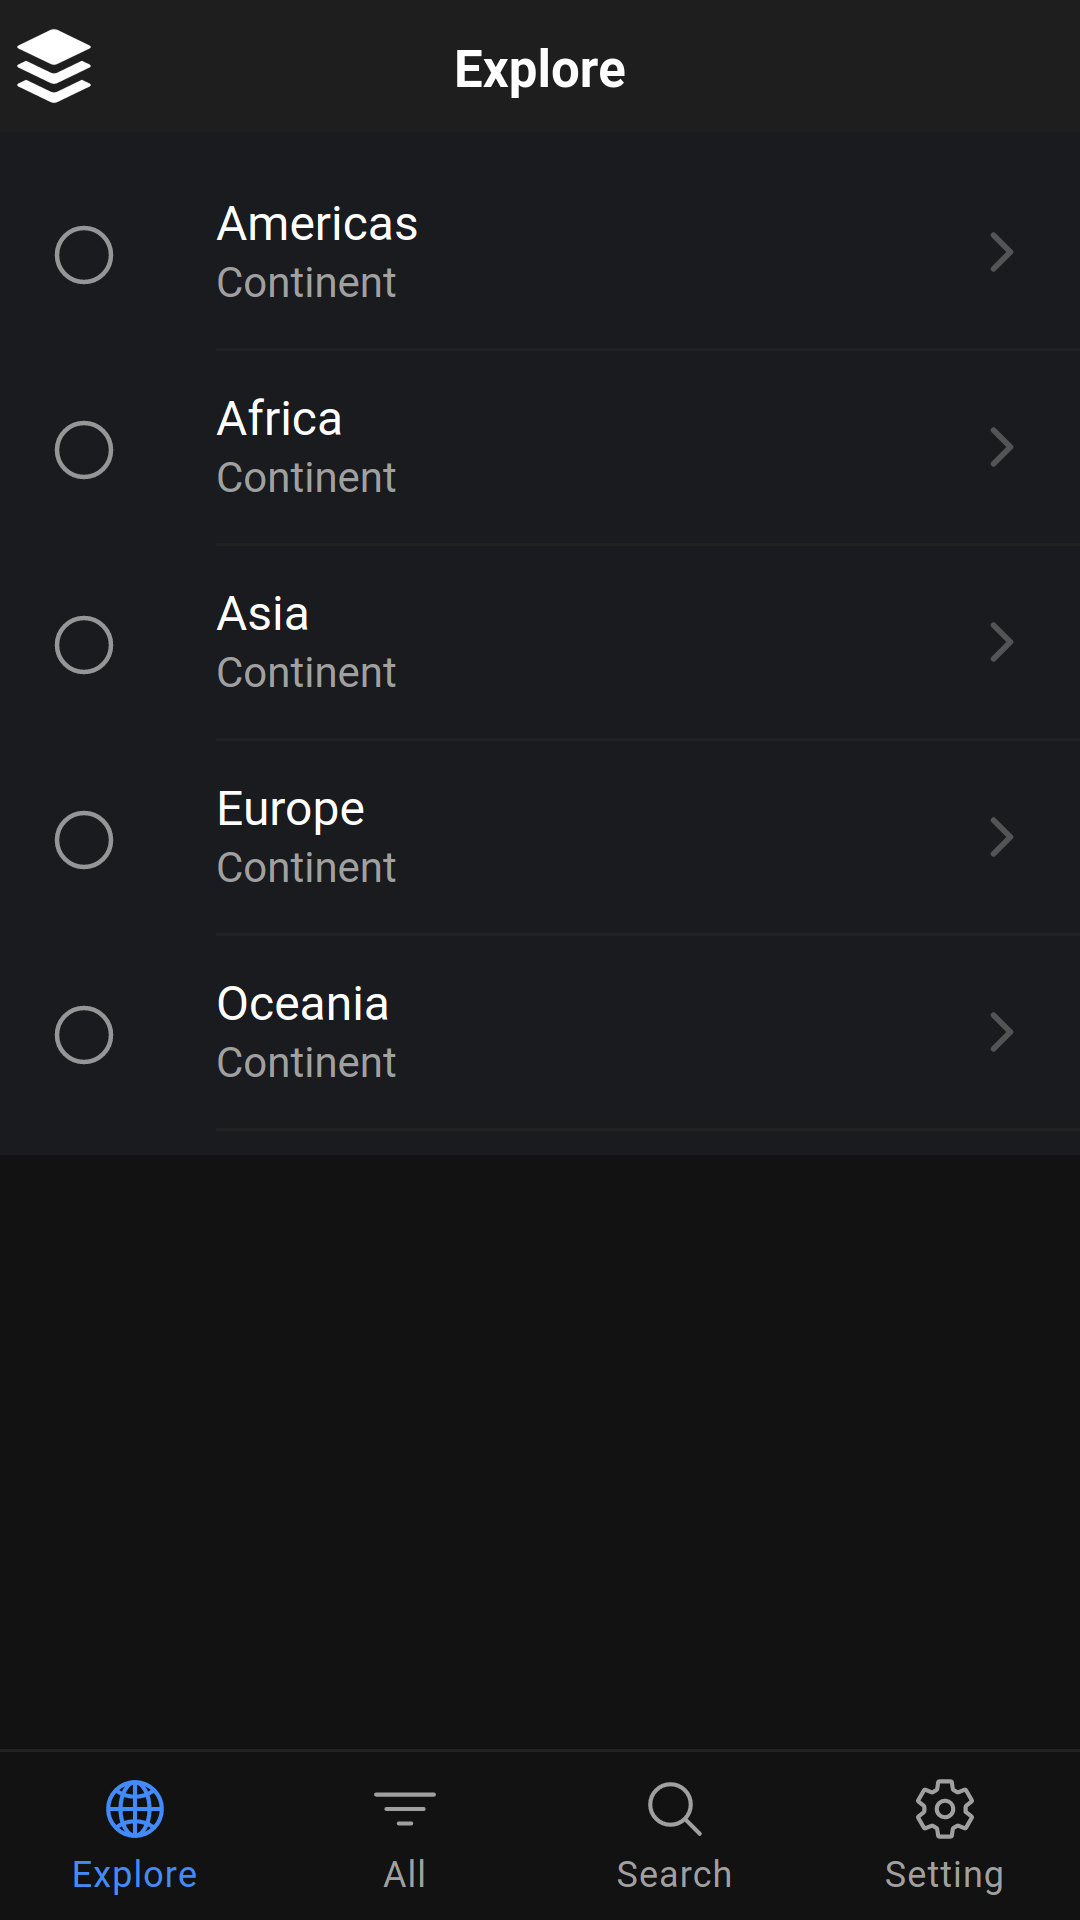 Explore
Americas
Continent
Africa
Continent
Asia
Continent
Europe
Continent
Oceania
Continent
Explore
All
Search
Setting